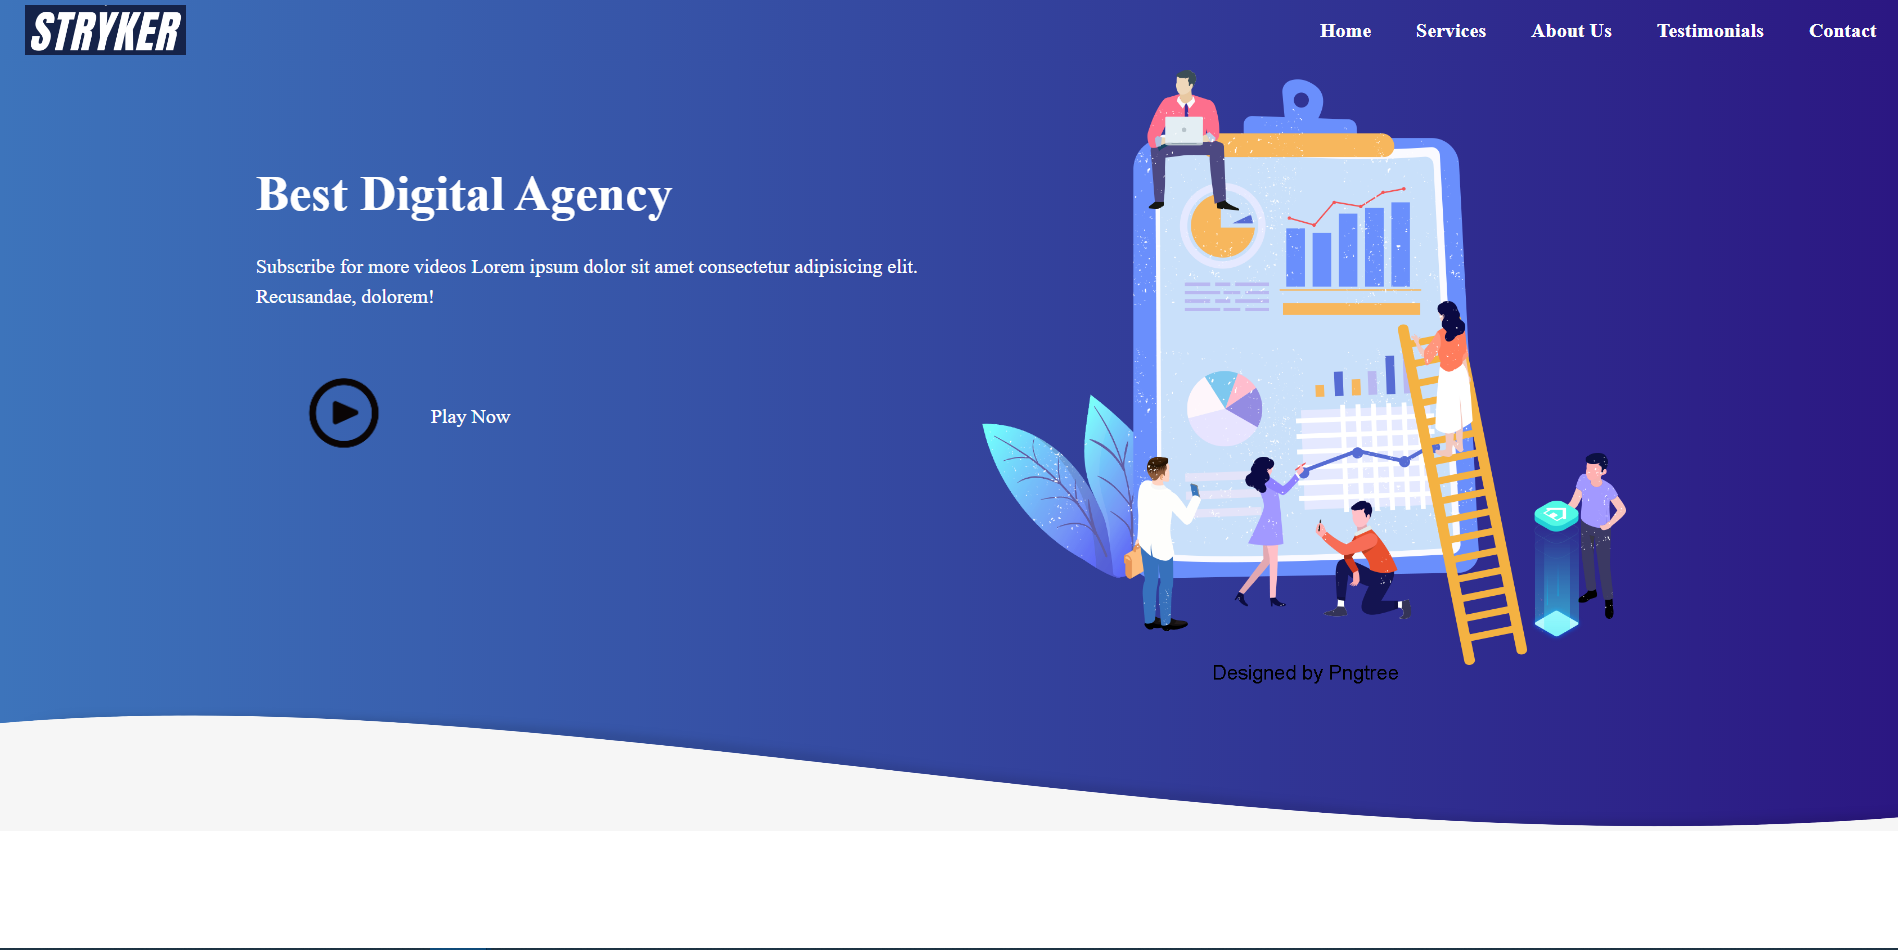 STRYKER
Home Services About Us Testimonials Contact
Best Digital Agency
Subscribe for more videos Lorem ipsum dolor sit amet consectetur adipisicing elit.
Recusandae, dolorem!
Play Now
Designed by Pngtree